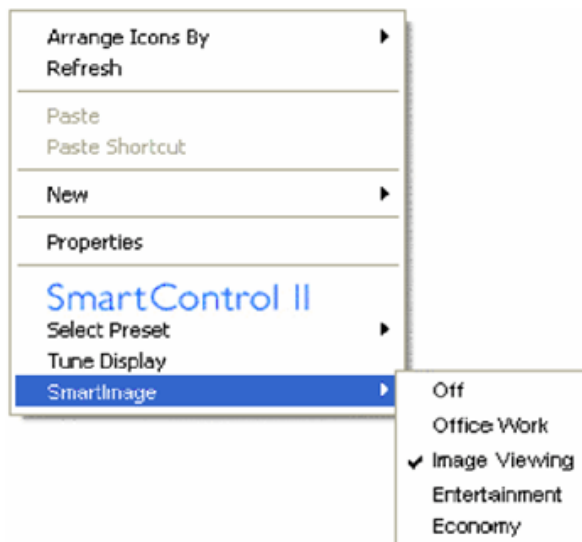 Arrange Icons By
Refresh
Paste
Paste Shortcut
New
Properties
SmartControl II
Select Preset
Tune Display
SmartImage
Off
Office Work
Image Viewing
Entertainment
Economy